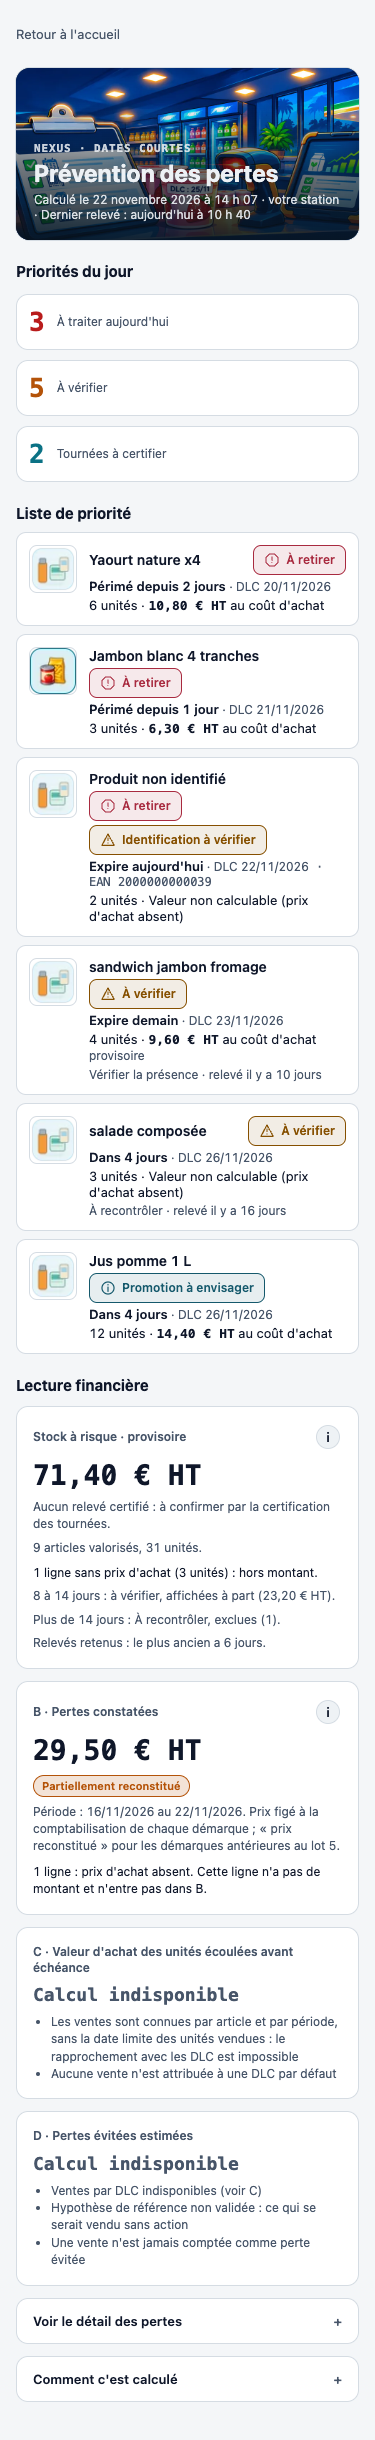 Retour à l'accueil
NEXUS · DATES COURTES
Prévention des pertes
Calculé le 22 novembre 2026 à 14 h 07 · votre station
· Dernier relevé : aujourd'hui à 10 h 40
DLC : 25/11
Priorités du jour
3 À traiter aujourd'hui
5 À vérifier
2 Tournées à certifier
Liste de priorité
Yaourt nature x4
À retirer
Périmé depuis 2 jours · DLC 20/11/2026
6 unités · 10,80 € HT au coût d'achat
Jambon blanc 4 tranches
À retirer
Périmé depuis 1 jour · DLC 21/11/2026
3 unités · 6,30 € HT au coût d'achat
Produit non identifié
À retirer
Identification à vérifier
Expire aujourd'hui · DLC 22/11/2026 ·
EAN 2000000000039
2 unités · Valeur non calculable (prix
d'achat absent)
sandwich jambon fromage
À vérifier
Expire demain · DLC 23/11/2026
4 unités · 9,60 € HT au coût d'achat
provisoire
Vérifier la présence · relevé il y a 10 jours
salade composée
À vérifier
Dans 4 jours · DLC 26/11/2026
3 unités · Valeur non calculable (prix
d'achat absent)
À recontrôler · relevé il y a 16 jours
Jus pomme 1 L
Promotion à envisager
Dans 4 jours · DLC 26/11/2026
12 unités · 14,40 € HT au coût d'achat
Lecture financière
Stock à risque · provisoire
i
71,40 € HT
Aucun relevé certifié : à confirmer par la certification
des tournées.
9 articles valorisés, 31 unités.
1 ligne sans prix d'achat (3 unités) : hors montant.
8 à 14 jours : à vérifier, affichées à part (23,20 € HT).
Plus de 14 jours : À recontrôler, exclues (1).
Relevés retenus : le plus ancien a 6 jours.
B · Pertes constatées
i
29,50 € HT
Partiellement reconstitué
Période : 16/11/2026 au 22/11/2026. Prix figé à la
comptabilisation de chaque démarque ; « prix
reconstitué » pour les démarques antérieures au lot 5.
1 ligne : prix d'achat absent. Cette ligne n'a pas de
montant et n'entre pas dans B.
C · Valeur d'achat des unités écoulées avant
échéance
Calcul indisponible
• Les ventes sont connues par article et par période,
sans la date limite des unités vendues : le
rapprochement avec les DLC est impossible
• Aucune vente n'est attribuée à une DLC par défaut
D · Pertes évitées estimées
Calcul indisponible
• Ventes par DLC indisponibles (voir C)
• Hypothèse de référence non validée : ce qui se
serait vendu sans action
• Une vente n'est jamais comptée comme perte
évitée
Voir le détail des pertes +
Comment c'est calculé +